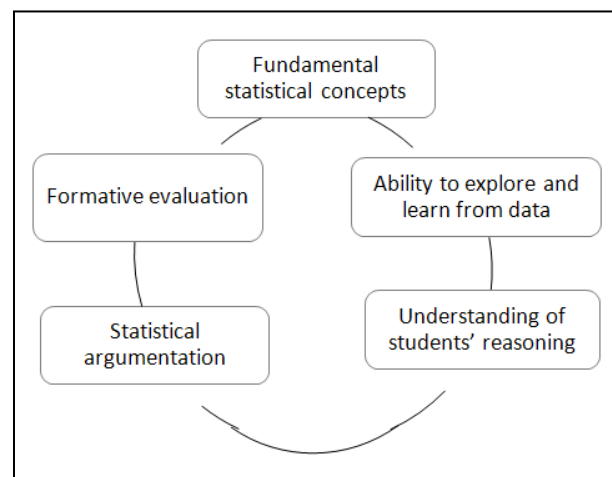 Fundamental
statistical concepts
Formative evaluation
Ability to explore and
learn from data
Statistical
argumentation
Understanding of
students’ reasoning